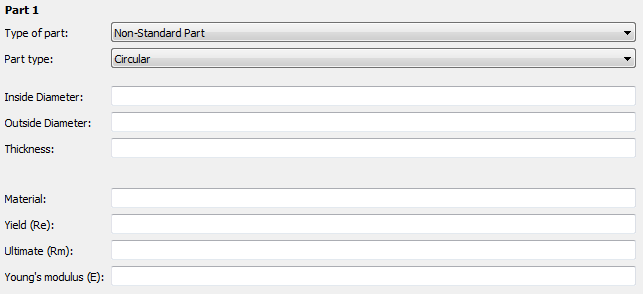 Part 1
Type of part: Non-Standard Part
Part type: Circular
Inside Diameter:
Outside Diameter:
Thickness:
Material:
Yield (Re):
Ultimate (Rm):
Young's modulus (E):